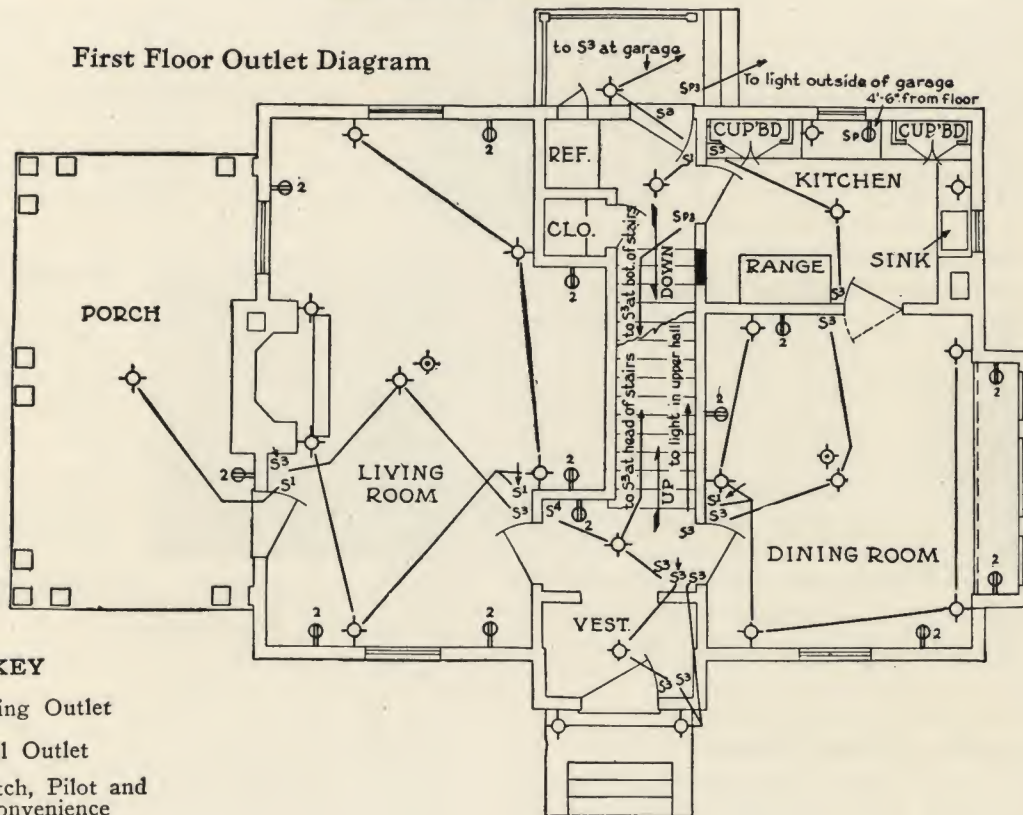 First Floor Outlet Diagram
to S³ at garage
To light outside of garage
4'-6" from floor
SP3
S3
S1
S3
CUP'BD
SP
CUP'BD
2
REF.
KITCHEN
2
CLO.
SP3
DOWN
to S³ at bot. of stairs
RANGE
SINK
2
S3
PORCH
S3
2
2
2
to S³ at head of stairs
UP to light in upper hall
2
S3
S1
LIVING
ROOM
2
S1
S3
S4
2
2
S1
S3
S3
DINING ROOM
2
S3
S3
S3
VEST.
2
2
2
S3
S3
KEY
ing Outlet
l Outlet
tch, Pilot and
onvenience